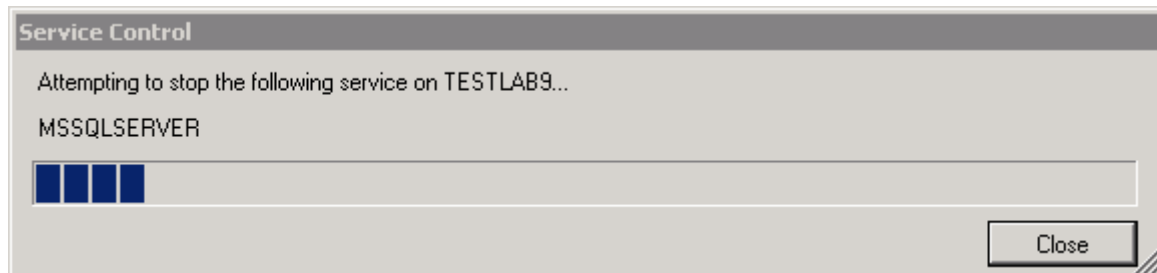 Service Control
Attempting to stop the following service on TESTLAB9...
MSSQLSERVER
Close